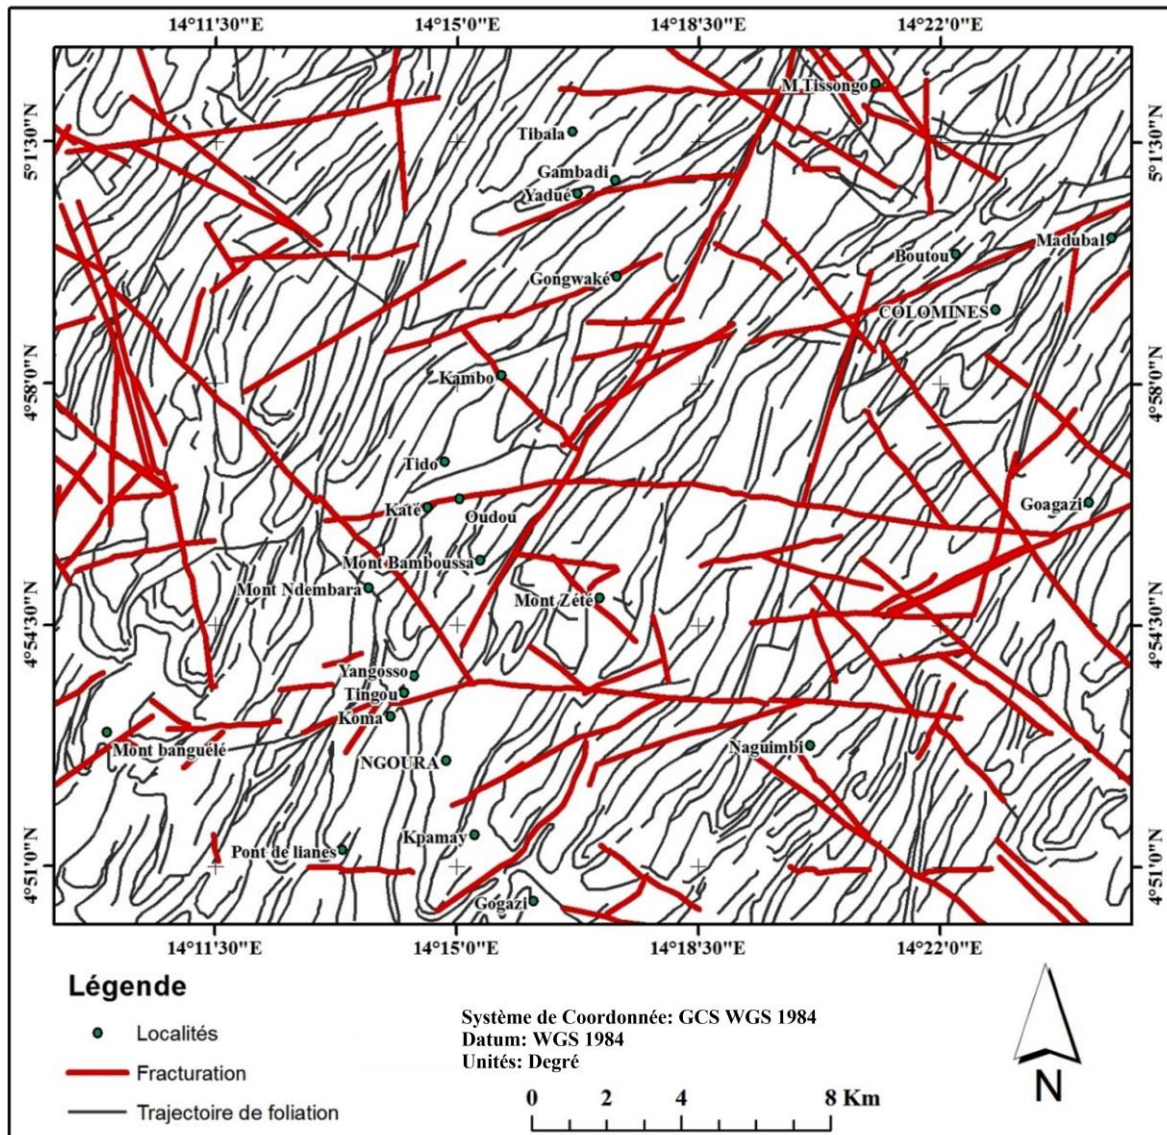 14°11'30"E 14°15'0"E 14°18'30"E 14°22'0"E
M.Tissongo
Tibala
5°1'30"N 5°1'30"N
Gambadi
Yadué
Madubal
Boutou
Gongwaké
COLOMINES
Kambo
4°58'0"N 4°58'0"N
Tido
Katë
Oudou
Goagazi
Mont Bamboussa
Mont Ndembara
Mont Zété
4°54'30"N 4°54'30"N
Yangosso
Tingou
Koma
Mont banguélé
Naguimbi
NGOURA
Kpamay
Pont de lianes
4°51'0"N 4°51'0"N
Gogazi
14°11'30"E 14°15'0"E 14°18'30"E 14°22'0"E
Légende
Localités
Fracturation
Trajectoire de foliation
Système de Coordonnée: GCS WGS 1984
Datum: WGS 1984
Unités: Degré
0 2 4 8 Km
N